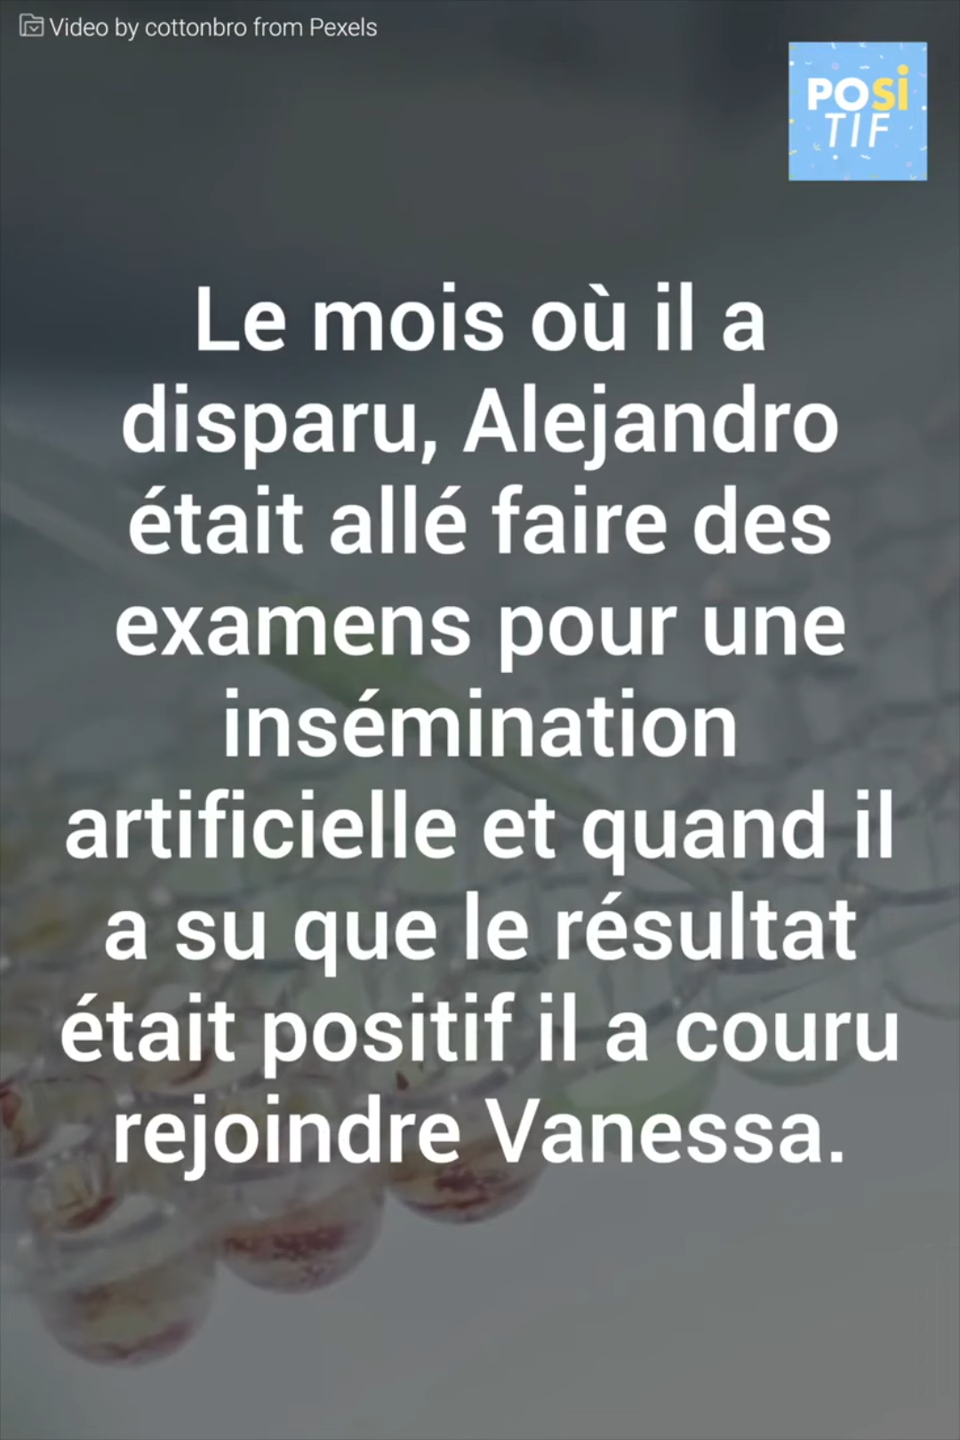 Video by cottonbro from Pexels
POSi
TIF
Le mois où il a
disparu, Alejandro
était allé faire des
examens pour une
insémination
artificielle et quand il
a su que le résultat
était positif il a couru
rejoindre Vanessa.